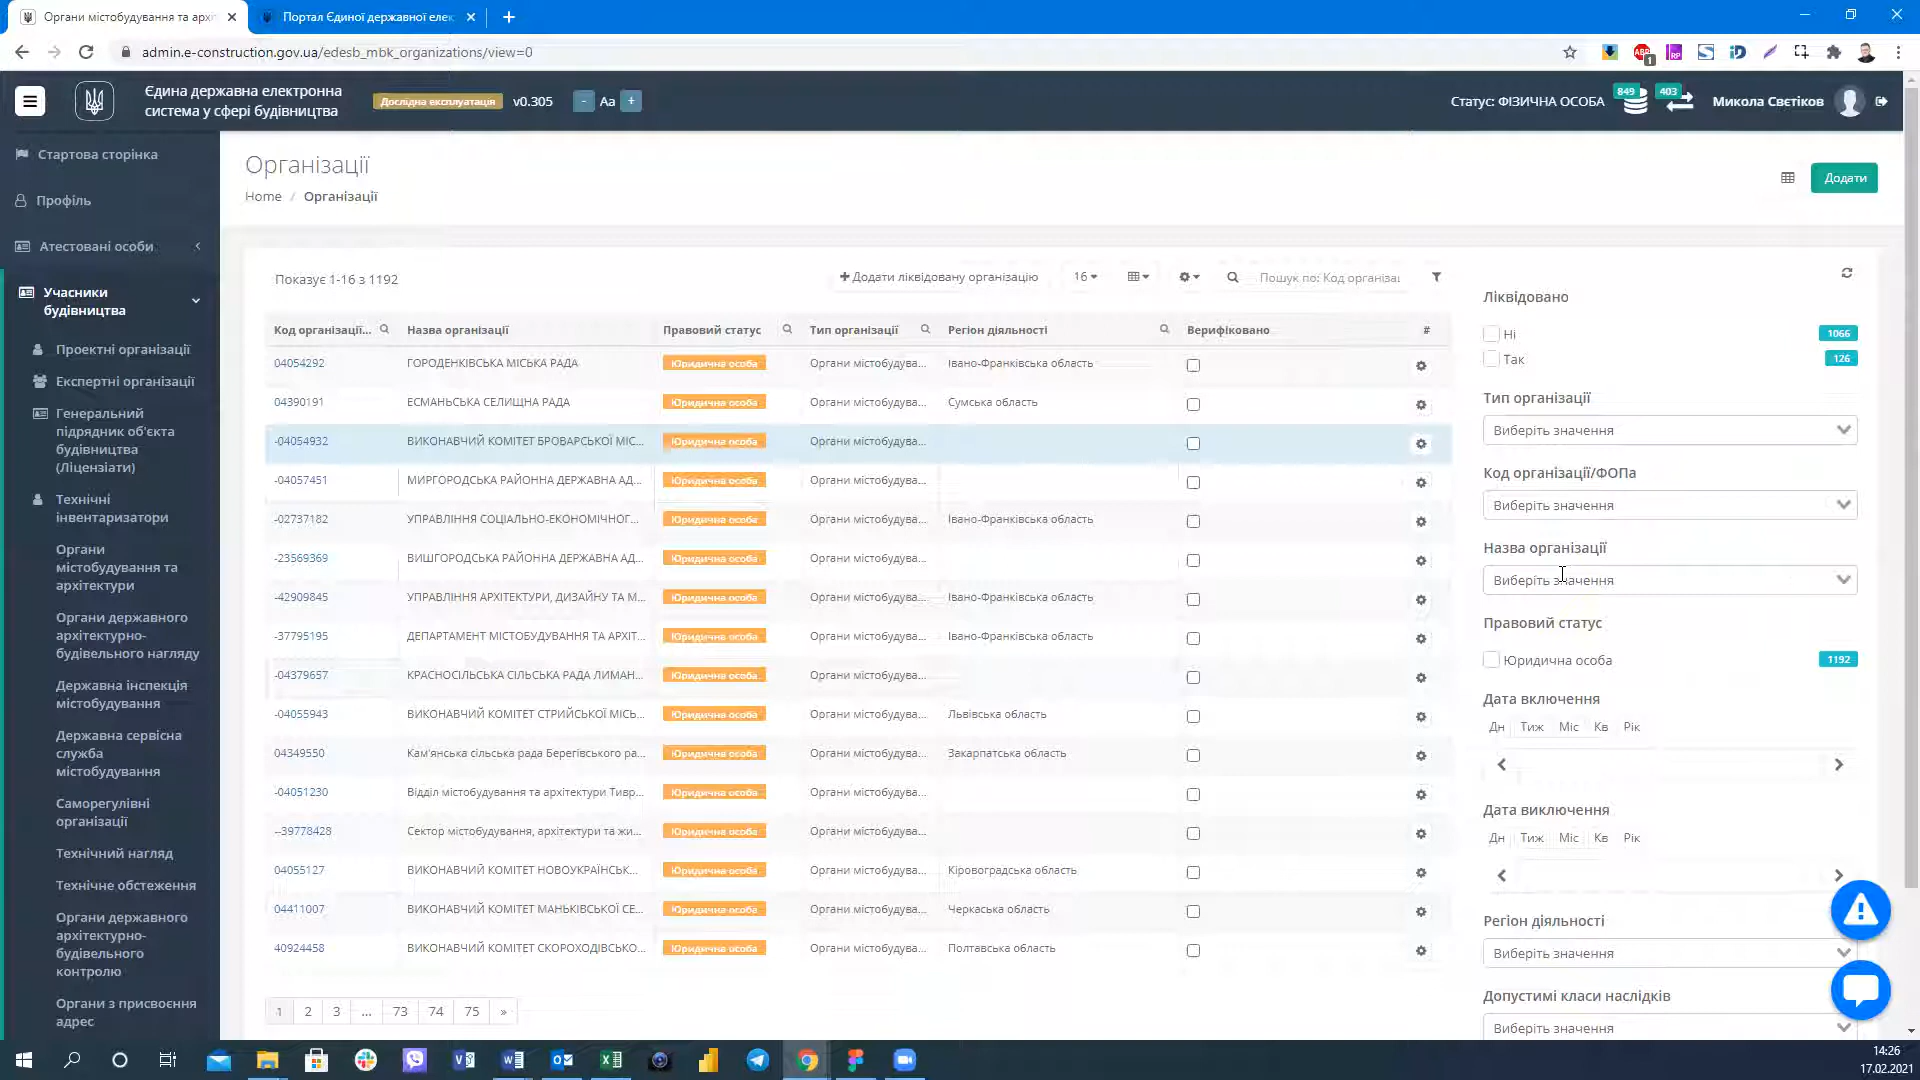 Органи містобудування та архі
Портал Єдиної державної елек
admin.e-construction.gov.ua/edesb_mbk_organizations/view=0
Єдина державна електронна
система у сфері будівництва
Дослідна експлуатація
v0.305
- Aa +
Статус: ФІЗИЧНА ОСОБА
849
403
Микола Свєтіков
Стартова сторінка
Профіль
Атестовані особи
Учасники
будівництва
Проектні організації
Експертні організації
Генеральний
підрядник об'єкта
будівництва
(Ліцензіати)
Технічні
інвентаризатори
Органи
містобудування та
архітектури
Органи державного
архітектурно-
будівельного нагляду
Державна інспекція
містобудування
Державна сервісна
служба
містобудування
Саморегулівні
організації
Технічний нагляд
Технічне обстеження
Органи державного
архітектурно-
будівельного
контролю
Органи з присвоєння
адрес
Організації
Home / Організації
Додати
Показує 1-16 з 1192
Додати ліквідовану організацію
16
Пошук по: Код організац
Код організації... Назва організації Правовий статус Тип організації Регіон діяльності Верифіковано #
04054292 ГОРОДЕНКІВСЬКА МІСЬКА РАДА Юридична особа Органи містобудува... Івано-Франківська область
04390191 ЕСМАНЬСЬКА СЕЛИЩНА РАДА Юридична особа Органи містобудува... Сумська область
-04054932 ВИКОНАВЧИЙ КОМІТЕТ БРОВАРСЬКОЇ МІС... Юридична особа Органи містобудува...
-04057451 МИРГОРОДСЬКА РАЙОННА ДЕРЖАВНА АД... Юридична особа Органи містобудува...
-02737182 УПРАВЛІННЯ СОЦІАЛЬНО-ЕКОНОМІЧНОГ... Юридична особа Органи містобудува... Івано-Франківська область
-23569369 ВИШГОРОДСЬКА РАЙОННА ДЕРЖАВНА АД... Юридична особа Органи містобудува...
-42909845 УПРАВЛІННЯ АРХІТЕКТУРИ, ДИЗАЙНУ ТА М... Юридична особа Органи містобудува... Івано-Франківська область
-37795195 ДЕПАРТАМЕНТ МІСТОБУДУВАННЯ ТА АРХІТ... Юридична особа Органи містобудува... Івано-Франківська область
-04379657 КРАСНОСІЛЬСЬКА СІЛЬСЬКА РАДА ЛИМАН... Юридична особа Органи містобудува...
-04055943 ВИКОНАВЧИЙ КОМІТЕТ СТРИЙСЬКОЇ МІСЬ... Юридична особа Органи містобудува... Львівська область
04349550 Кам'янська сільська рада Берегівського ра... Юридична особа Органи містобудува... Закарпатська область
-04051230 Відділ містобудування та архітектури Тивр... Юридична особа Органи містобудува...
--39778428 Сектор містобудування, архітектури та жи... Юридична особа Органи містобудува...
04055127 ВИКОНАВЧИЙ КОМІТЕТ НОВОУКРАЇНСЬК... Юридична особа Органи містобудува... Кіровоградська область
04411007 ВИКОНАВЧИЙ КОМІТЕТ МАНЬКІВСЬКОЇ СЕ... Юридична особа Органи містобудува... Черкаська область
40924458 ВИКОНАВЧИЙ КОМІТЕТ СКОРОХОДІВСЬКО... Юридична особа Органи містобудува... Полтавська область
1 2 3 ... 73 74 75 »
Ліквідовано
Ні 1066
Так 126
Тип організації
Виберіть значення
Код організації/ФОПа
Виберіть значення
Назва організації
Виберіть значення
Правовий статус
Юридична особа 1192
Дата включення
Дн Тиж Міс Кв Рік
Дата виключення
Дн Тиж Міс Кв Рік
Регіон діяльності
Виберіть значення
Допустимі класи наслідків
Виберіть значення
14:26
17.02.2021